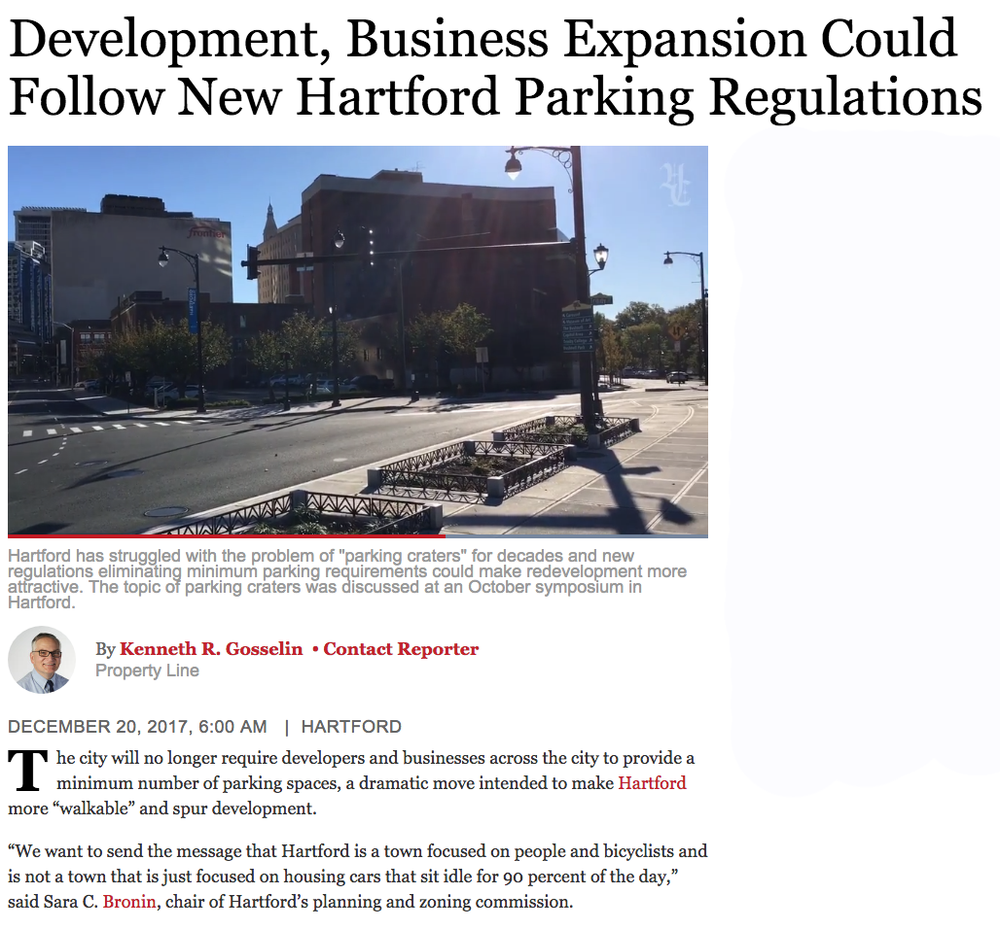 Development, Business Expansion Could
Follow New Hartford Parking Regulations
frontier
Hartford has struggled with the problem of "parking craters" for decades and new
regulations eliminating minimum parking requirements could make redevelopment more
attractive. The topic of parking craters was discussed at an October symposium in
Hartford.
By Kenneth R. Gosselin • Contact Reporter
Property Line
DECEMBER 20, 2017, 6:00 AM | HARTFORD
The city will no longer require developers and businesses across the city to provide a
minimum number of parking spaces, a dramatic move intended to make Hartford
more “walkable” and spur development.
“We want to send the message that Hartford is a town focused on people and bicyclists and
is not a town that is just focused on housing cars that sit idle for 90 percent of the day,”
said Sara C. Bronin, chair of Hartford’s planning and zoning commission.